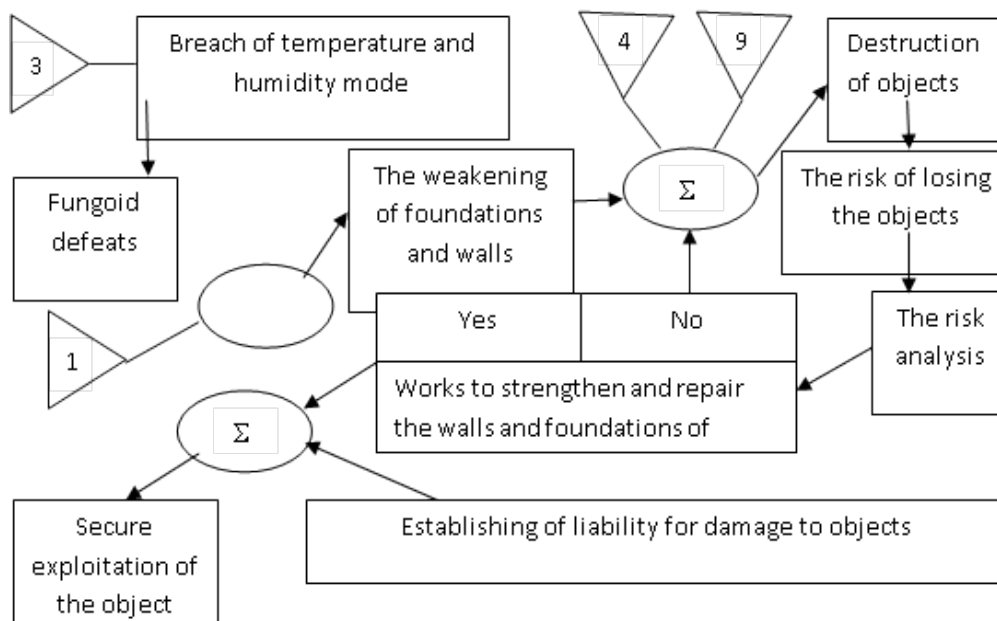 3
Breach of temperature and
humidity mode
4
9
Destruction
of objects
Fungoid
defeats
The weakening
of foundations
and walls
Σ
The risk of losing
the objects
1
Yes
No
The risk
analysis
Works to strengthen and repair
the walls and foundations of
Σ
Secure
exploitation of
the object
Establishing of liability for damage to objects